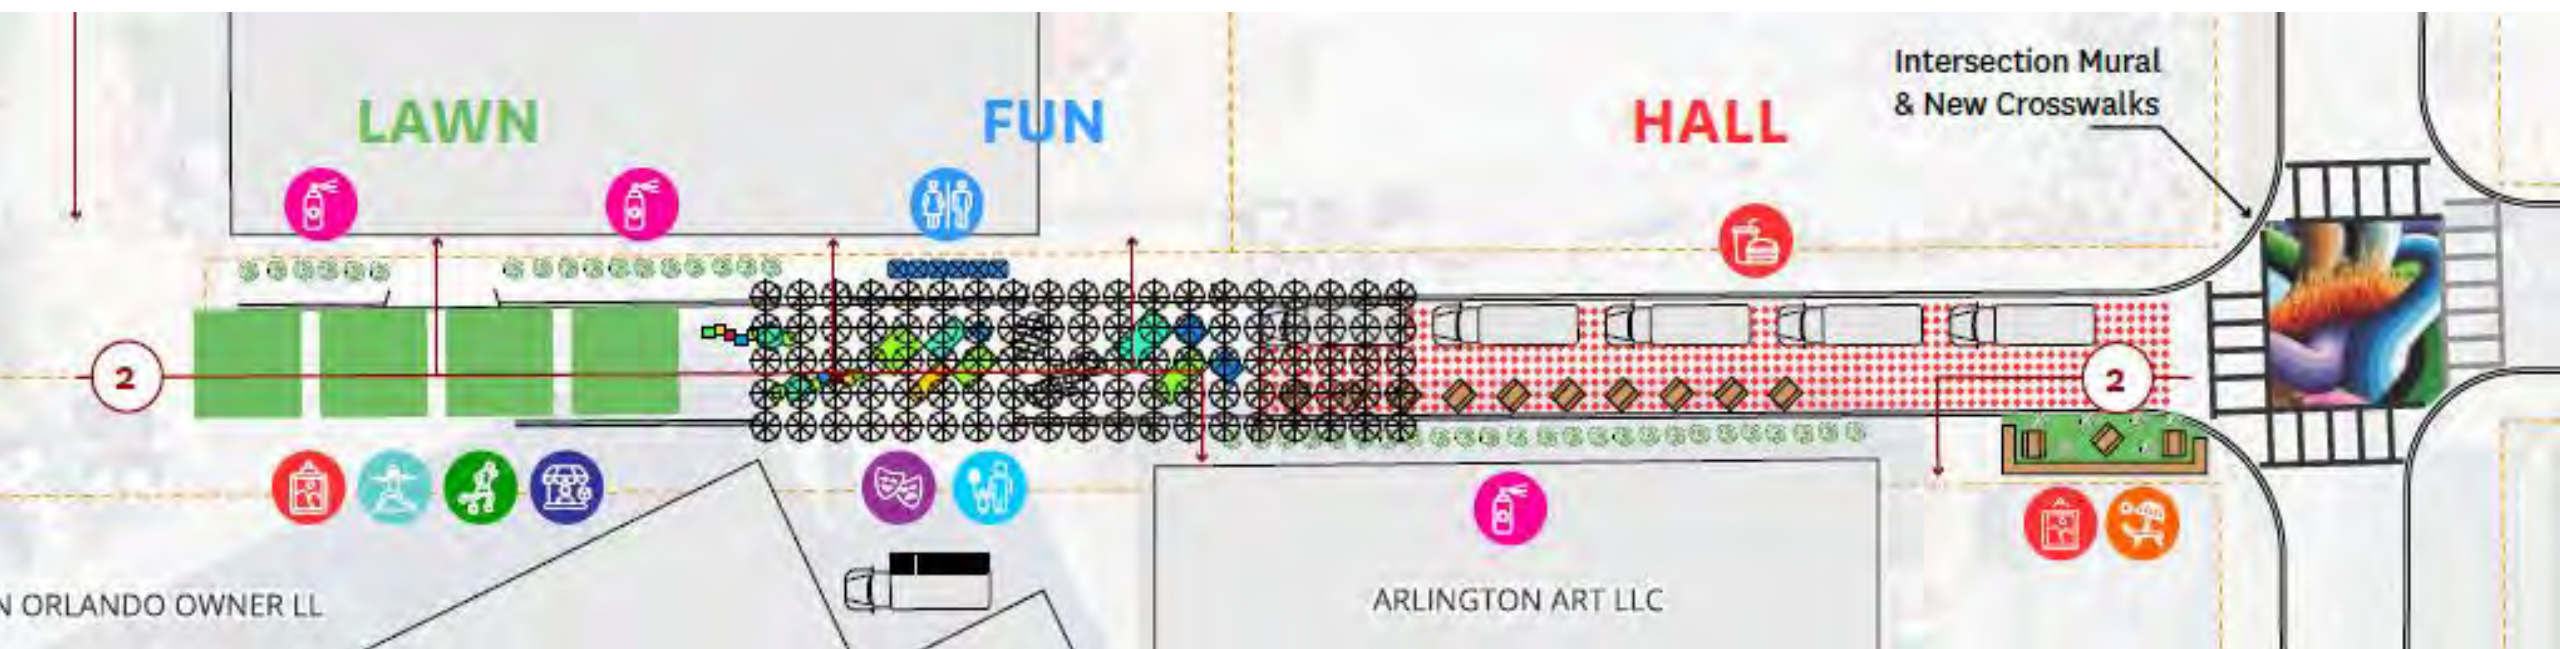 Intersection Mural
& New Crosswalks
LAWN
FUN
HALL
2
2
N ORLANDO OWNER LL
ARLINGTON ART LLC